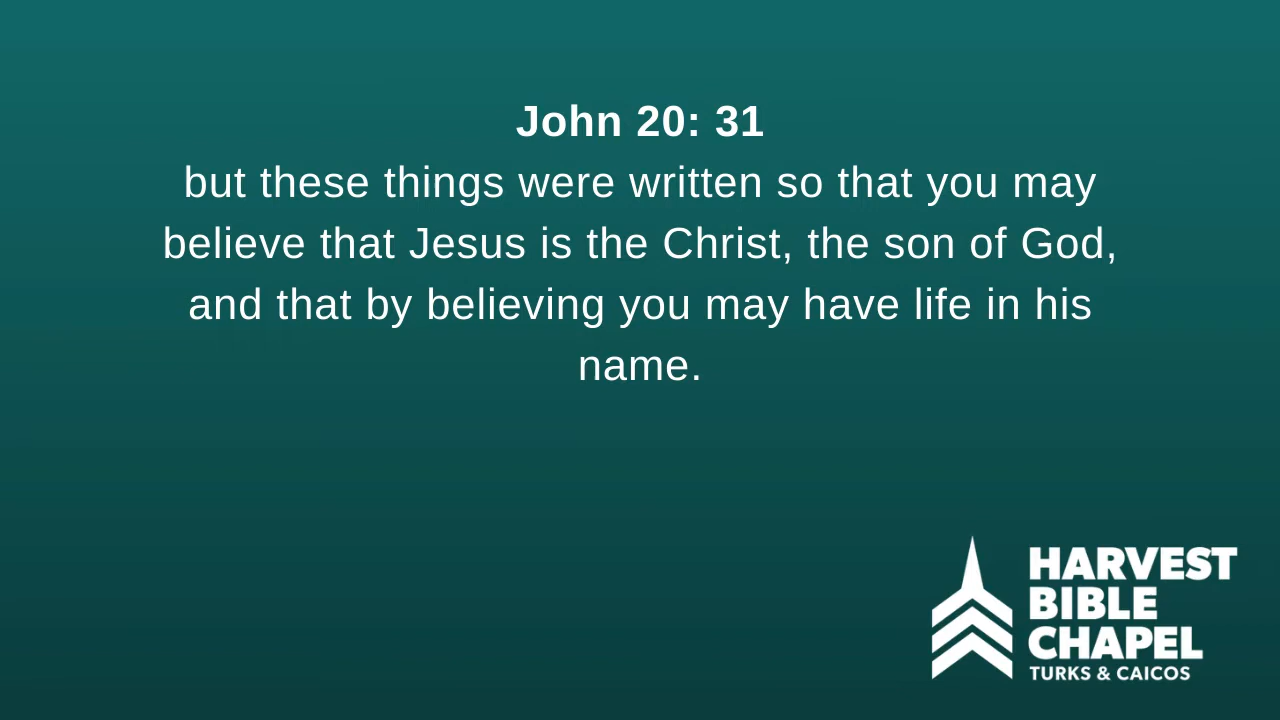 John 20: 31
but these things were written so that you may
believe that Jesus is the Christ, the son of God,
and that by believing you may have life in his
name.
HARVEST
BIBLE
CHAPEL
TURKS & CAICOS